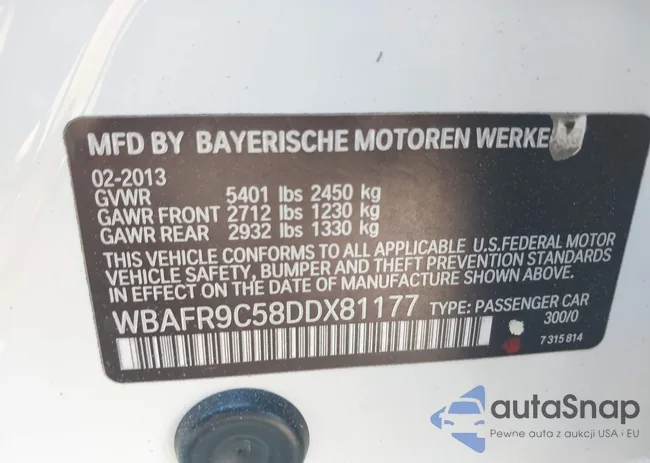 MFD BY BAYERISCHE MOTOREN WERKE
02-2013
GVWR 5401 lbs 2450 kg
GAWR FRONT 2712 lbs 1230 kg
GAWR REAR 2932 lbs 1330 kg
THIS VEHICLE CONFORMS TO ALL APPLICABLE U.S.FEDERAL MOTOR
VEHICLE SAFETY, BUMPER AND THEFT PREVENTION STANDARDS
IN EFFECT ON THE DATE OF MANUFACTURE SHOWN ABOVE.
WBAFR9C58DDX81177 TYPE: PASSENGER CAR
300/0
7 315 814
autaSnap
Pewne auta z aukcji USA i EU